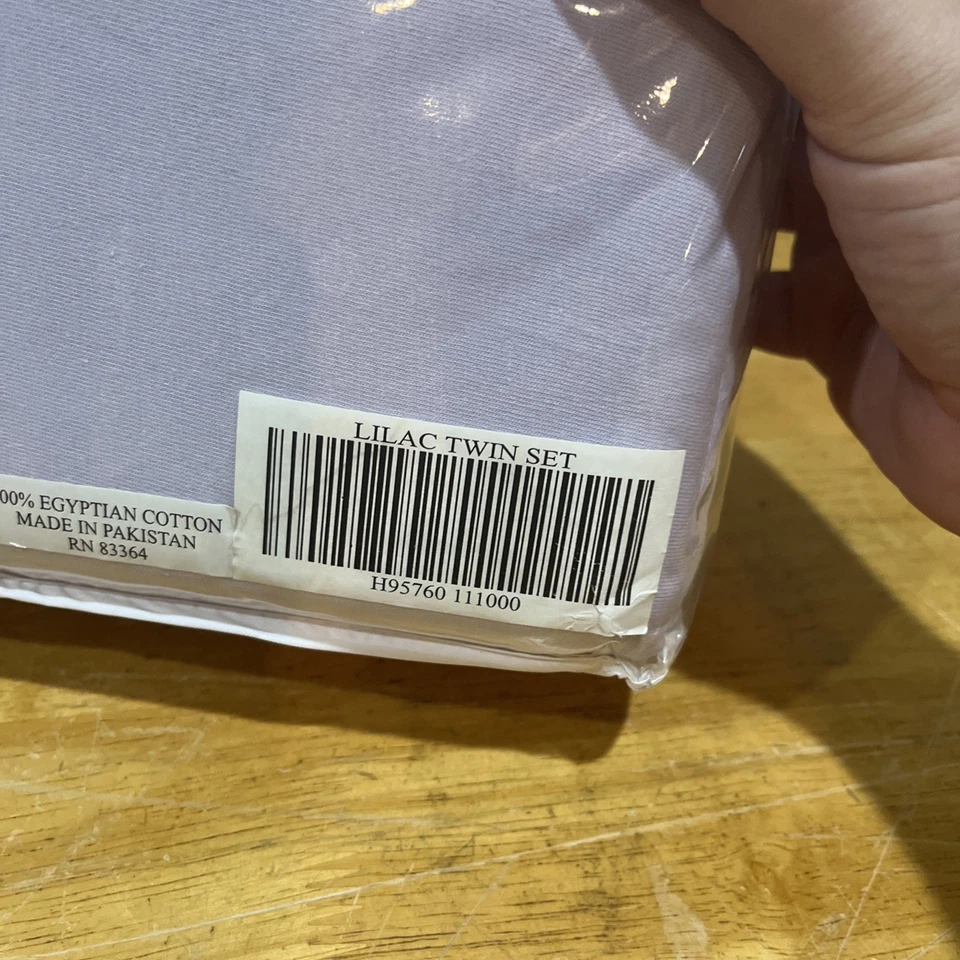 00% EGYPTIAN COTTON
MADE IN PAKISTAN
RN 83364
LILAC TWIN SET
H95760 111000